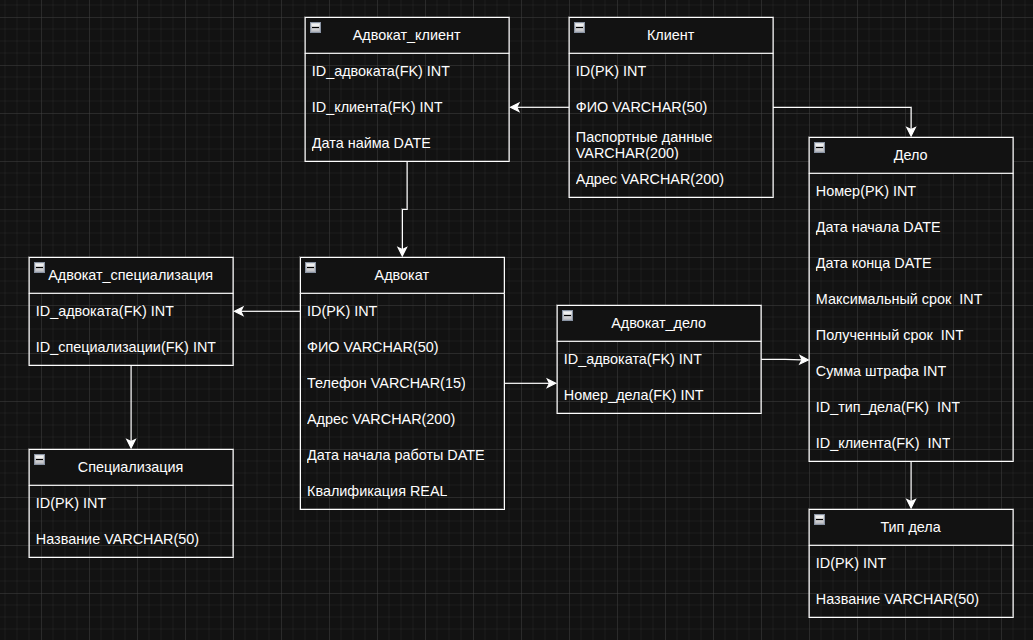 Адвокат_клиент
ID_адвоката(FK) INT
ID_клиента(FK) INT
Дата найма DATE
Клиент
ID(PK) INT
ФИО VARCHAR(50)
Паспортные данные
VARCHAR(200)
Адрес VARCHAR(200)
Дело
Номер(PK) INT
Дата начала DATE
Дата конца DATE
Максимальный срок  INT
Полученный срок  INT
Сумма штрафа INT
ID_тип_дела(FK)  INT
ID_клиента(FK)  INT
Адвокат_специализация
ID_адвоката(FK) INT
ID_специализации(FK) INT
Адвокат
ID(PK) INT
ФИО VARCHAR(50)
Телефон VARCHAR(15)
Адрес VARCHAR(200)
Дата начала работы DATE
Квалификация REAL
Адвокат_дело
ID_адвоката(FK) INT
Номер_дела(FK) INT
Специализация
ID(PK) INT
Название VARCHAR(50)
Тип дела
ID(PK) INT
Название VARCHAR(50)